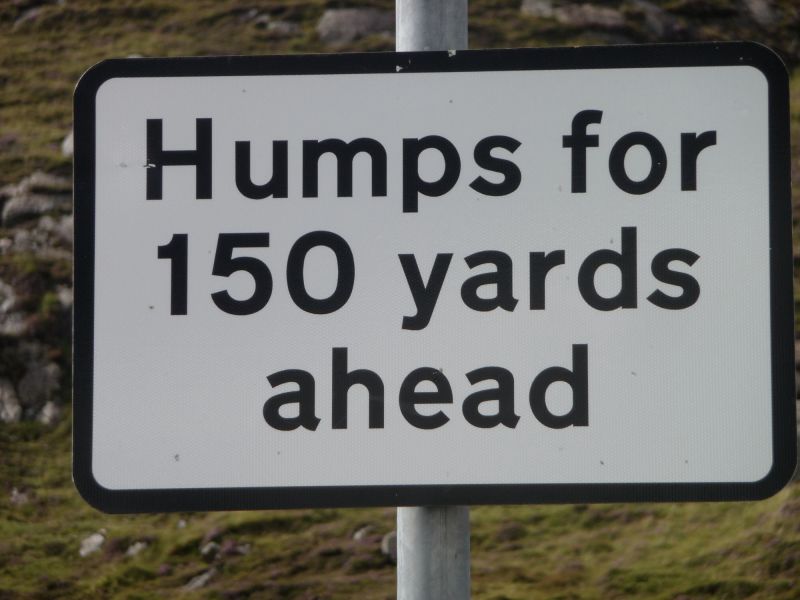 Humps for
150 yards
ahead